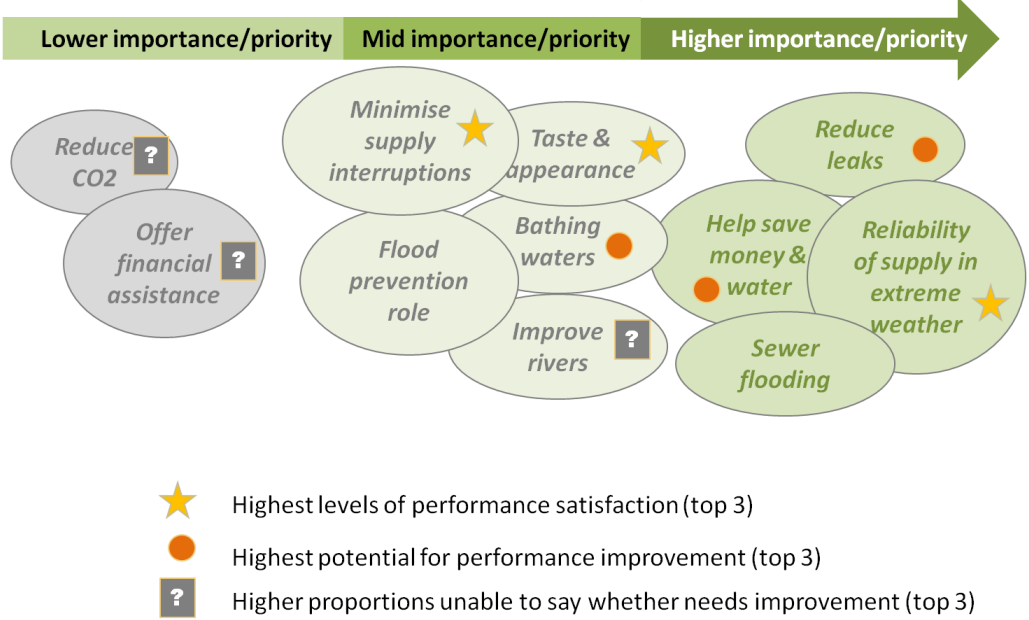 Lower importance/priority
Mid importance/priority
Higher importance/priority
Reduce
CO2
?
Offer
financial
assistance
?
Minimise
supply
interruptions
Taste &
appearance
Bathing
waters
Flood
prevention
role
Improve
rivers
?
Reduce
leaks
Help save
money &
water
Reliability
of supply in
extreme
weather
Sewer
flooding
Highest levels of performance satisfaction (top 3)
Highest potential for performance improvement (top 3)
? Higher proportions unable to say whether needs improvement (top 3)